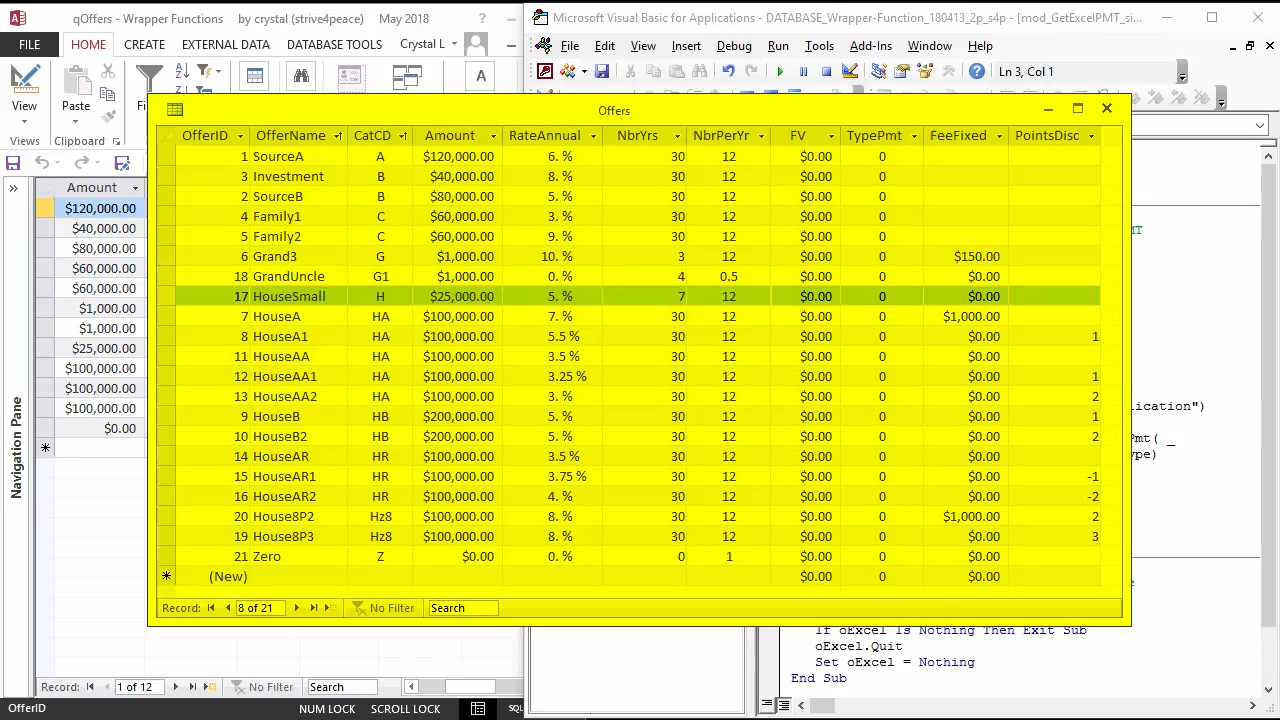 qOffers - Wrapper Functions by crystal (strive4peace) May 2018 ?
FILE HOME CREATE EXTERNAL DATA DATABASE TOOLS Crystal L
View Paste Fi
Views Clipboard
Microsoft Visual Basic for Applications - DATABASE_Wrapper-Function_180413_2p_s4p - [mod_GetExcelPMT_si
File Edit View Insert Debug Run Tools Add-Ins Window Help
Ln 3, Col 1
Navigation Pane
Amount
$120,000.00
$40,000.00
$80,000.00
$60,000.00
$60,000.00
$1,000.00
$1,000.00
$25,000.00
$100,000.00
$100,000.00
$100,000.00
$0.00
Offers
OfferID OfferName CatCD Amount RateAnnual NbrYrs NbrPerYr FV TypePmt FeeFixed PointsDisc
1 SourceA A $120,000.00 6. % 30 12 $0.00 0
3 Investment B $40,000.00 8. % 30 12 $0.00 0
2 SourceB B $80,000.00 5. % 30 12 $0.00 0
4 Family1 C $60,000.00 3. % 30 12 $0.00 0
5 Family2 C $60,000.00 9. % 30 12 $0.00 0
6 Grand3 G $1,000.00 10. % 3 12 $0.00 0 $150.00
18 GrandUncle G1 $1,000.00 0. % 4 0.5 $0.00 0 $0.00
17 HouseSmall H $25,000.00 5. % 7 12 $0.00 0 $0.00
7 HouseA HA $100,000.00 7. % 30 12 $0.00 0 $1,000.00
8 HouseA1 HA $100,000.00 5.5 % 30 12 $0.00 0 $0.00 1
11 HouseAA HA $100,000.00 3.5 % 30 12 $0.00 0 $0.00
12 HouseAA1 HA $100,000.00 3.25 % 30 12 $0.00 0 $0.00 1
13 HouseAA2 HA $100,000.00 3. % 30 12 $0.00 0 $0.00 2
9 HouseB HB $200,000.00 5. % 30 12 $0.00 0 $0.00 1
10 HouseB2 HB $200,000.00 5. % 30 12 $0.00 0 $0.00 2
14 HouseAR HR $100,000.00 3.5 % 30 12 $0.00 0 $0.00
15 HouseAR1 HR $100,000.00 3.75 % 30 12 $0.00 0 $0.00 -1
16 HouseAR2 HR $100,000.00 4. % 30 12 $0.00 0 $0.00 -2
20 House8P2 Hz8 $100,000.00 8. % 30 12 $0.00 0 $1,000.00 2
19 House8P3 Hz8 $100,000.00 8. % 30 12 $0.00 0 $0.00 3
21 Zero Z $0.00 0. % 0 1 $0.00 0 $0.00
(New) $0.00 0 $0.00
Record: 8 of 21 No Filter Search
MT
lication")
Pmt( _
ype)
e
If oExcel Is Nothing Then Exit Sub
oExcel.Quit
Set oExcel = Nothing
End Sub
Record: 1 of 12 No Filter Search
OfferID NUM LOCK SCROLL LOCK SQL